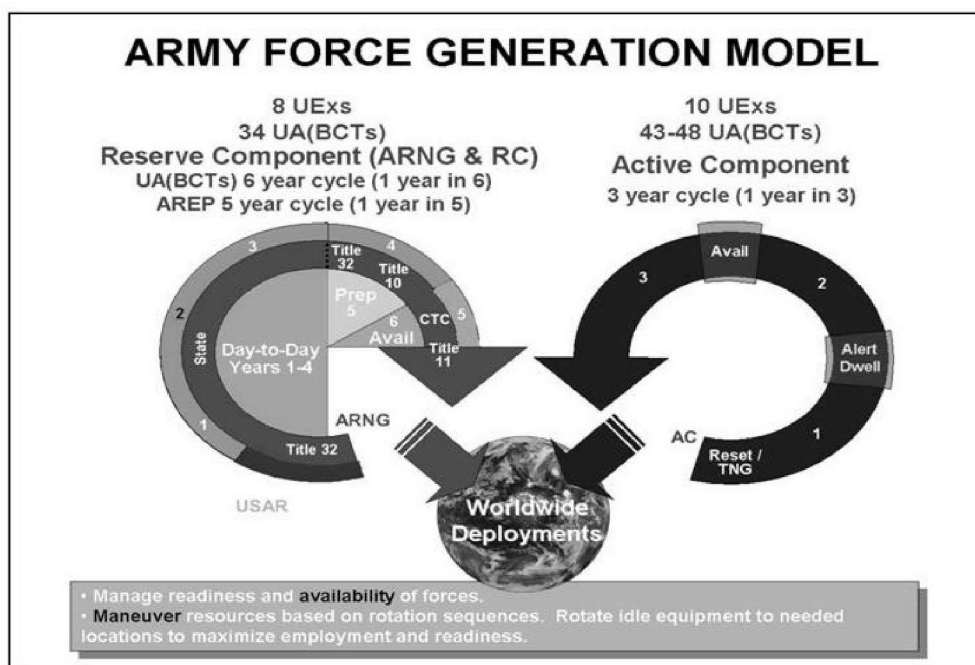 ARMY FORCE GENERATION MODEL
8 UExs
34 UA(BCTs)
Reserve Component (ARNG & RC)
UA(BCTs) 6 year cycle (1 year in 6)
AREP 5 year cycle (1 year in 5)
10 UExs
43-48 UA(BCTs)
Active Component
3 year cycle (1 year in 3)
3
4
Title
32
Title
10
Prep
5
2
State
5
CTC
6
Avail
Title
11
Day-to-Day
Years 1-4
1
Title 32
ARNG
USAR
Avail
3
2
Alert
Dwell
1
AC
Reset /
TNG
Worldwide
Deployments
• Manage readiness and availability of forces.
• Maneuver resources based on rotation sequences. Rotate idle equipment to needed
locations to maximize employment and readiness.